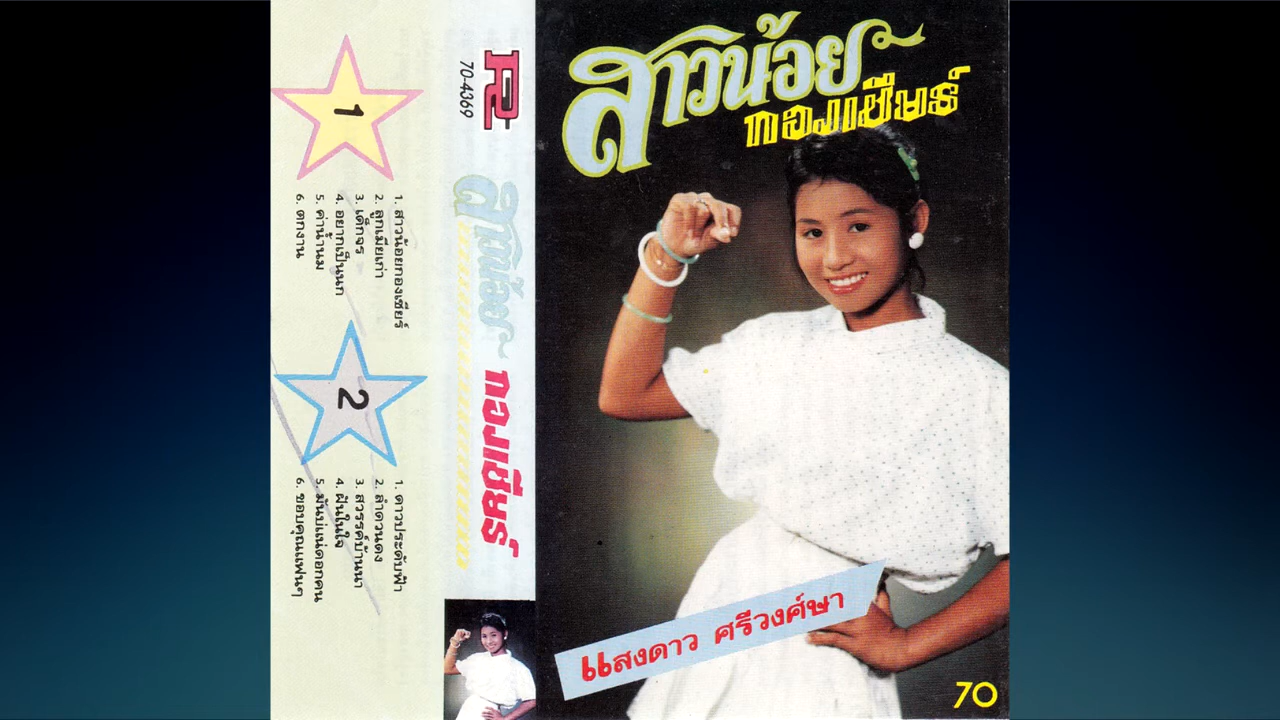 สาวน้อย
กองเชียร์
แสงดาว ศรีวงศ์ษา
70
70-4369
สาวน้อย
กองเชียร์
1
1. สาวน้อยกองเชียร์
2. ลูกเมียเก่า
3. เด็กจร
4. อยากเป็นนก
5. ค่าน้ำนม
6. ตกงาน
2
1. ดาวประดับฟ้า
2. ลำดวนดง
3. สวรรค์บ้านนา
4. ฝันในใจ
5. มันบ่แน่ดอกคน
6. ขอบคุณแฟนๆ